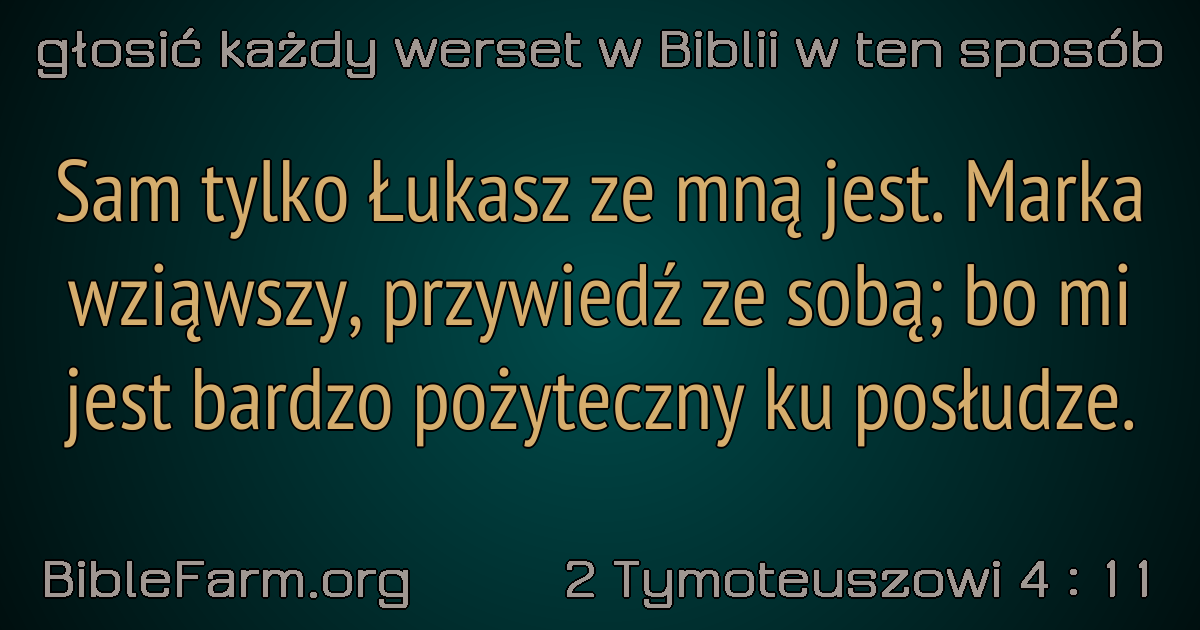 głosić każdy werset w Biblii w ten sposób
Sam tylko Łukasz ze mną jest. Marka
wziąwszy, przywiedź ze sobą; bo mi
jest bardzo pożyteczny ku posłudze.
BibleFarm.org
2 Tymoteuszowi 4 : 11